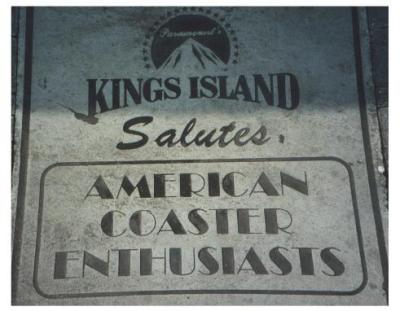 Paramount's
KINGS ISLAND
Salutes.
AMERICAN
COASTER
ENTHUSIASTS